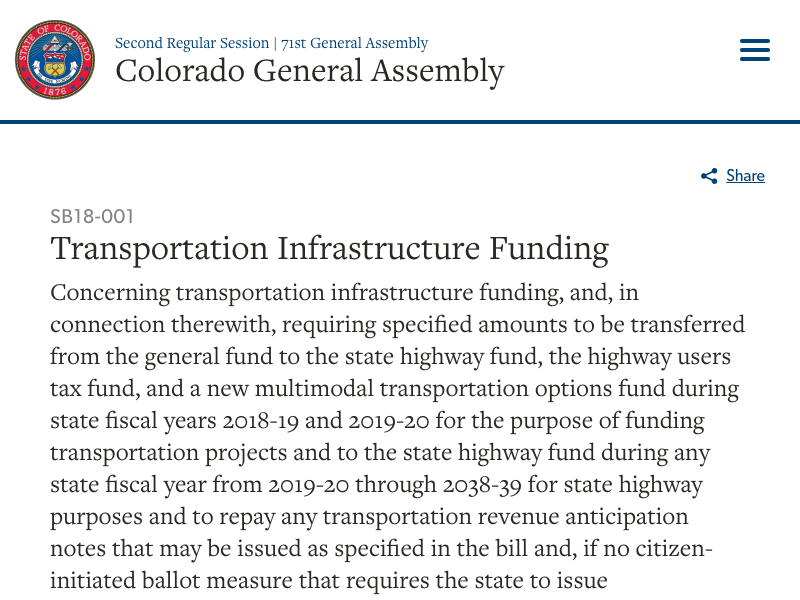 STATE OF COLORADO
1876
Second Regular Session | 71st General Assembly
Colorado General Assembly
Share
SB18-001
Transportation Infrastructure Funding
Concerning transportation infrastructure funding, and, in
connection therewith, requiring specified amounts to be transferred
from the general fund to the state highway fund, the highway users
tax fund, and a new multimodal transportation options fund during
state fiscal years 2018-19 and 2019-20 for the purpose of funding
transportation projects and to the state highway fund during any
state fiscal year from 2019-20 through 2038-39 for state highway
purposes and to repay any transportation revenue anticipation
notes that may be issued as specified in the bill and, if no citizen-
initiated ballot measure that requires the state to issue